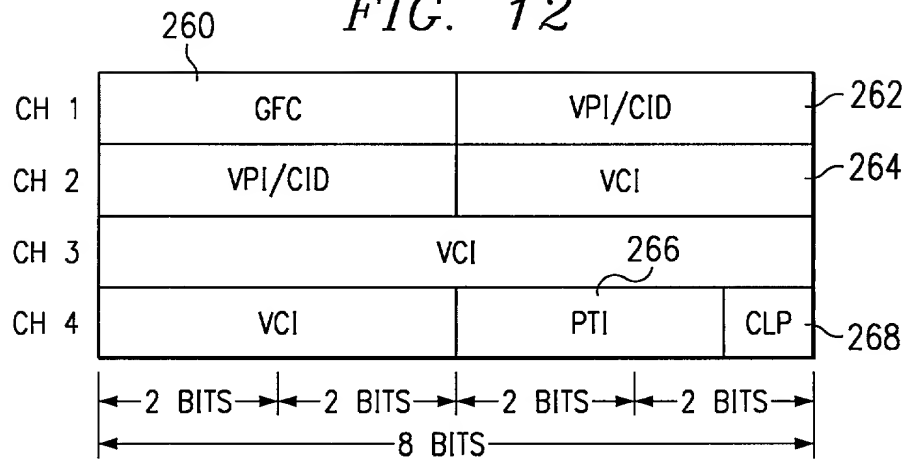 FIG. 12
260
CH 1 GFC VPI/CID 262
CH 2 VPI/CID VCI 264
CH 3 VCI 266
CH 4 VCI PTI CLP 268
2 BITS 2 BITS 2 BITS 2 BITS
8 BITS